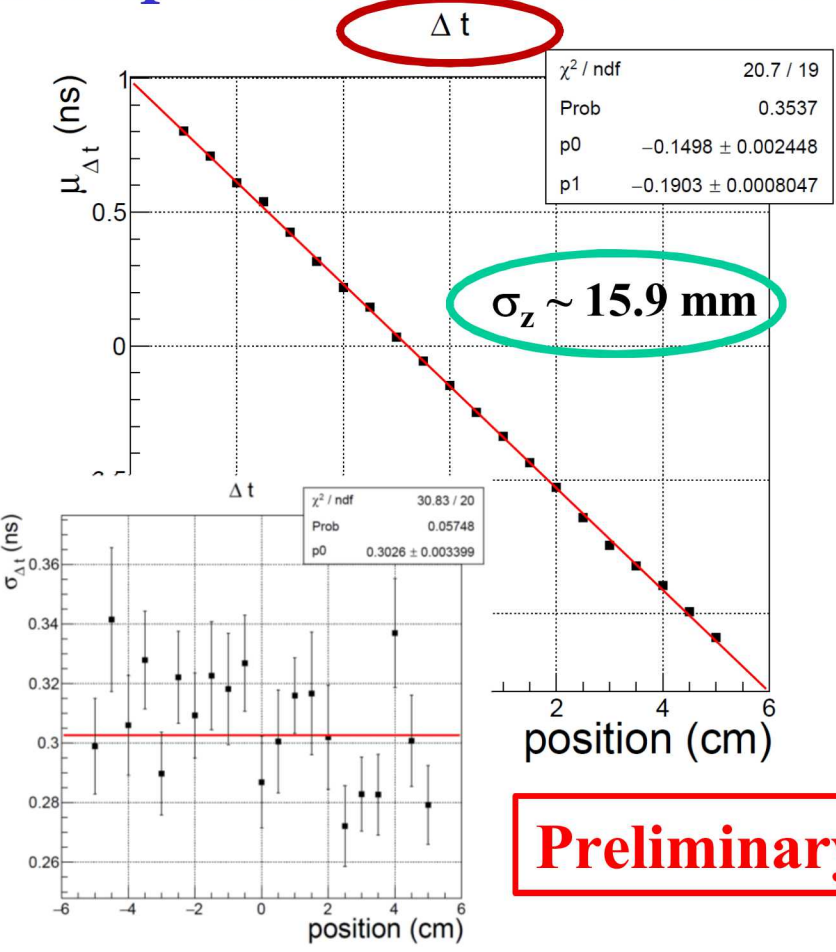 Δ t
χ² / ndf 20.7 / 19
Prob 0.3537
p0 −0.1498 ± 0.002448
p1 −0.1903 ± 0.0008047
μΔ t (ns)
1
0.5
0
σz ~ 15.9 mm
2 4 6
position (cm)
Δ t
χ² / ndf 30.83 / 20
Prob 0.05748
p0 0.3026 ± 0.003399
σΔ t (ns)
0.36
0.34
0.32
0.3
0.28
0.26
−6 −4 −2 0 2 4 6
position (cm)
Preliminary